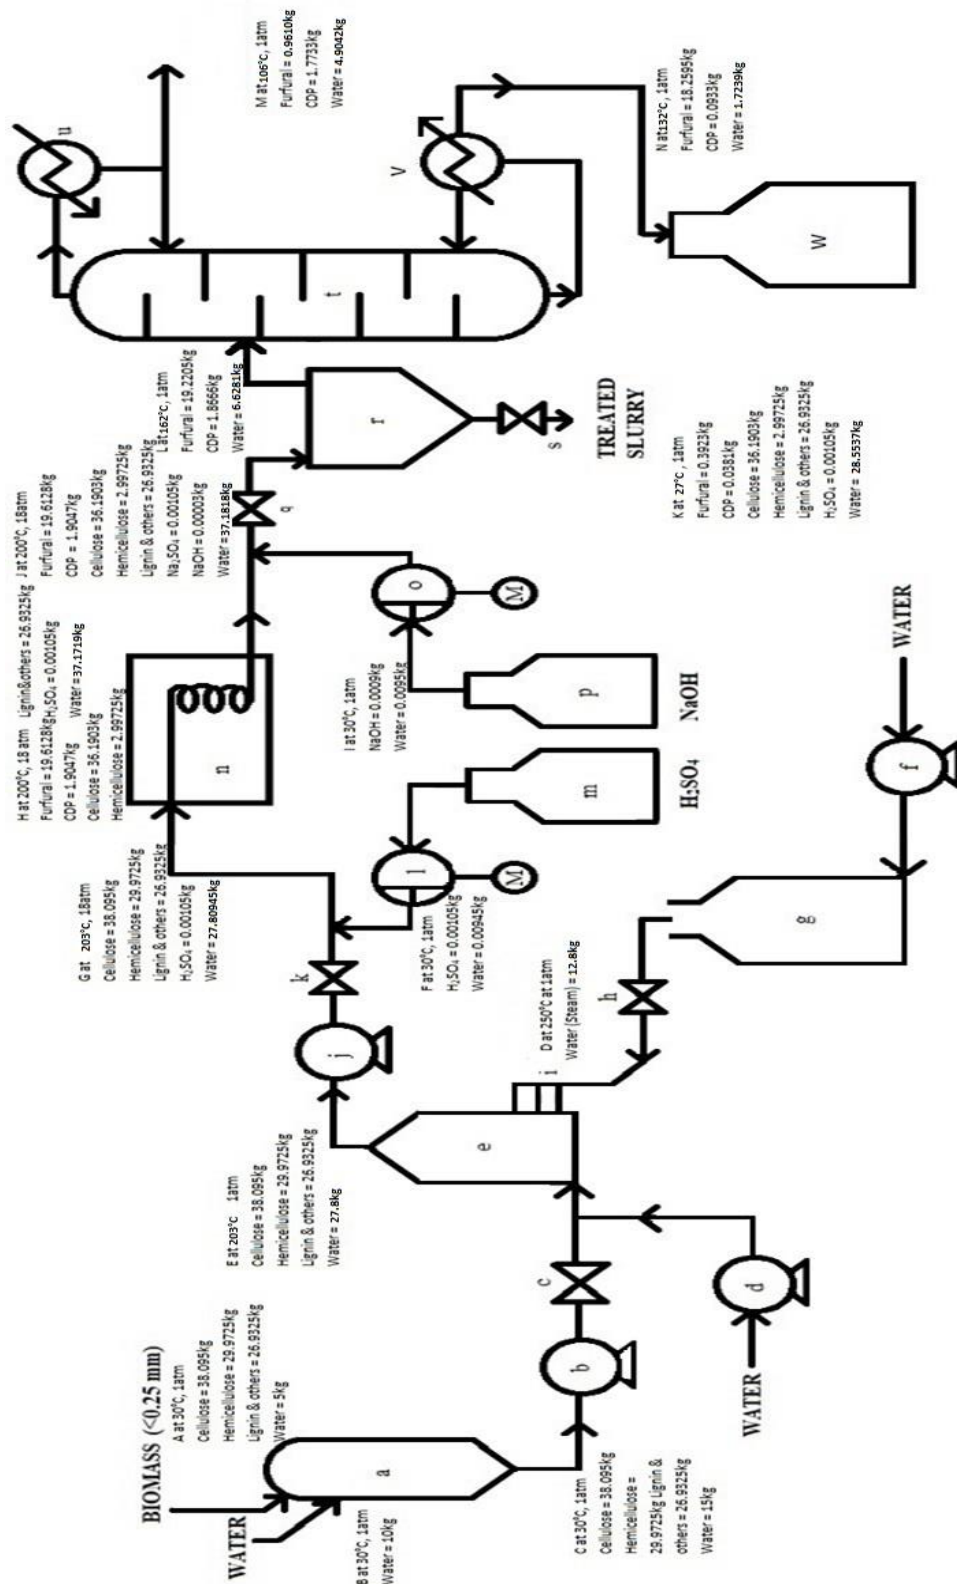 BIOMASS (<0.25 mm)
A at 30°C, 1atm
Cellulose = 38.095kg
Hemicellulose = 29.9725kg
Lignin & others = 26.9325kg
Water = 5kg
WATER
B at 30°C, 1atm
Water = 10kg
a
C at 30°C, 1atm
Cellulose = 38.095kg
Hemicellulose =
29.9725kg Lignin &
others = 26.9325kg
Water = 15kg
b
c
WATER
d
E at 203°C 1atm
Cellulose = 38.095kg
Hemicellulose = 29.9725kg
Lignin & others = 26.9325kg
Water = 27.8kg
e
i
D at 250°C at 1atm
Water (Steam) = 12.8kg
h
g
f
WATER
j
k
G at 203°C, 18atm
Cellulose = 38.095kg
Hemicellulose = 29.9725kg
Lignin & others = 26.9325kg
H₂SO₄ = 0.00105kg
Water = 27.80945kg
l
M
F at 30°C, 1atm
H₂SO₄ = 0.00105kg
Water = 0.00945kg
m
H₂SO4
n
H at 200°C, 18 atm Lignin&others = 26.9325kg
Furfural = 19.6128kg H₂SO₄ = 0.00105kg
CDP = 1.9047kg Water = 37.1719kg
Cellulose = 36.1903kg
Hemicellulose = 2.99725kg
I at 30°C, 1atm
NaOH = 0.0009kg
Water = 0.0095kg
o
M
p
NaOH
J at 200°C, 18atm
Furfural = 19.6128kg
CDP = 1.9047kg
Cellulose = 36.1903kg
Hemicellulose = 2.99725kg
Lignin & others = 26.9325kg
Na₂SO₄ = 0.00105kg
NaOH = 0.00003kg
Water = 37.1818kg
q
r
s
TREATED
SLURRY
K at 27°C, 1atm
Furfural = 0.3923kg
CDP = 0.0381kg
Cellulose = 36.1903kg
Hemicellulose = 2.99725kg
Lignin & others = 26.9325kg
H₂SO₄ = 0.00105kg
Water = 28.5537kg
L at 162°C, 1atm
Furfural = 19.2205kg
CDP = 1.8666kg
Water = 6.6281kg
t
u
M at 106°C, 1atm
Furfural = 0.9610kg
CDP = 1.7733kg
Water = 4.9042kg
V
N at 132°C, 1atm
Furfural = 18.2595kg
CDP = 0.0933kg
Water = 1.7239kg
W